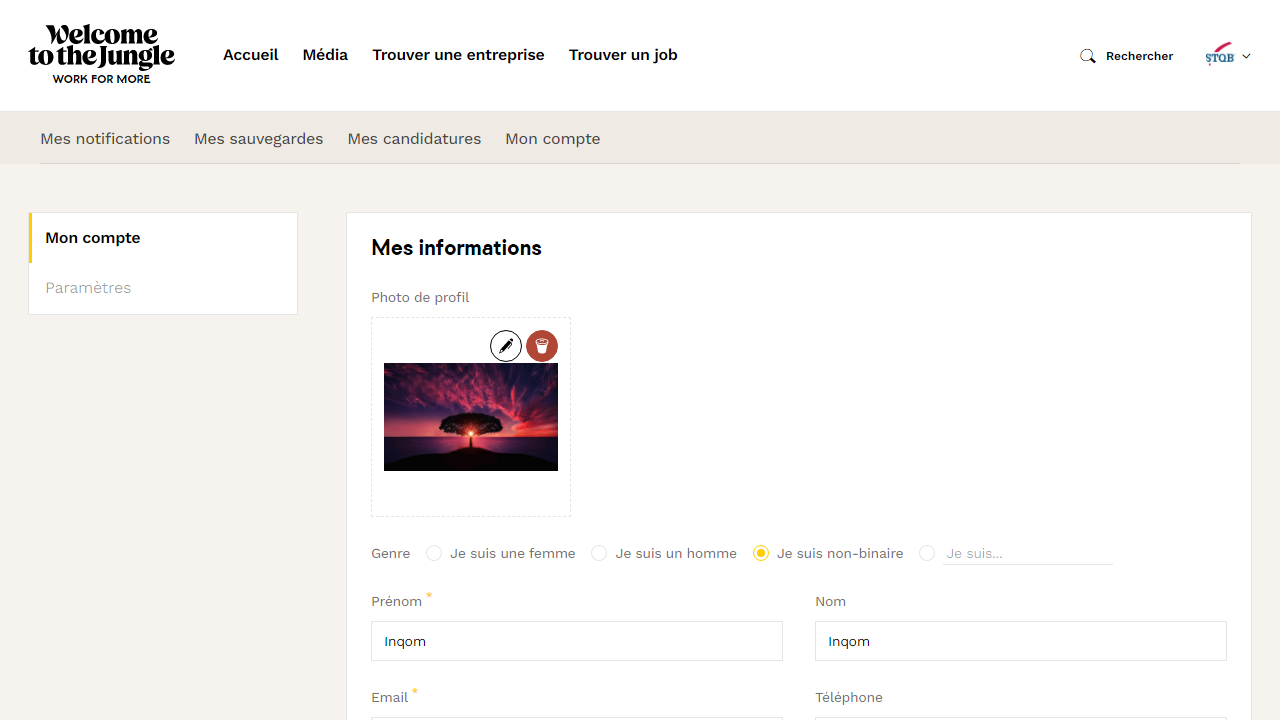 Welcome
to the Jungle
WORK FOR MORE
Accueil Média Trouver une entreprise Trouver un job
Rechercher
STQB
Mes notifications Mes sauvegardes Mes candidatures Mon compte
Mon compte
Paramètres
Mes informations
Photo de profil
Genre Je suis une femme Je suis un homme Je suis non-binaire Je suis...
Prénom * Nom
Inqom Inqom
Email * Téléphone